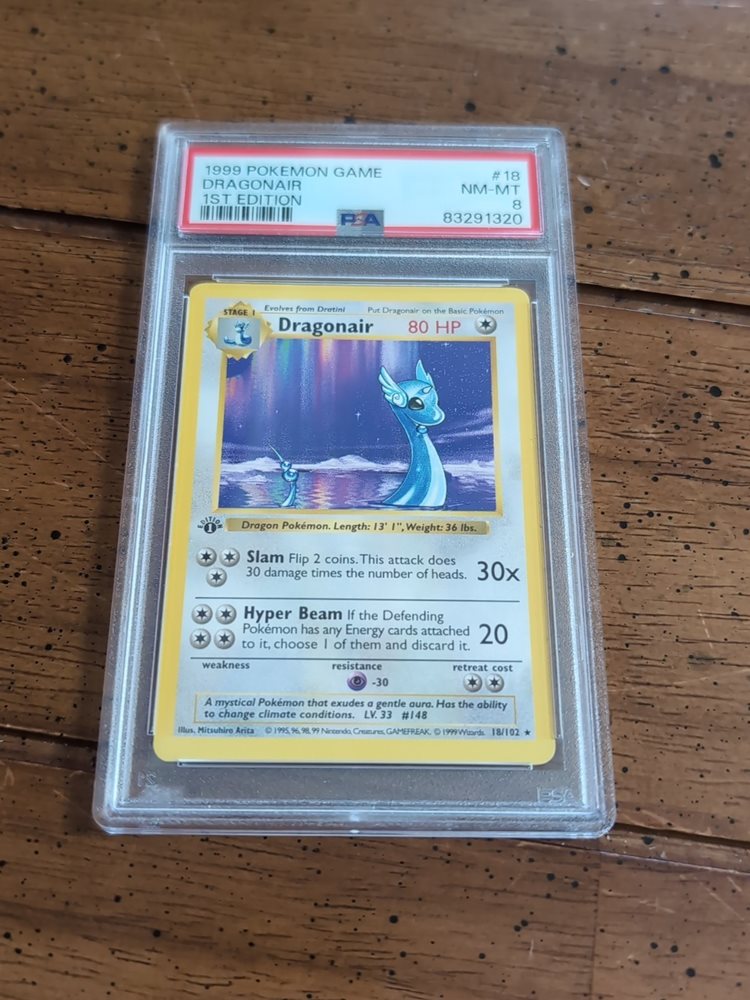 1999 POKEMON GAME #18
DRAGONAIR NM-MT
1ST EDITION 8
PSA 83291320
STAGE 1 Evolves from Dratini Put Dragonair on the Basic Pokémon
Dragonair 80 HP
EDITION 1
Dragon Pokémon. Length: 13' 1", Weight: 36 lbs.
Slam Flip 2 coins. This attack does
30 damage times the number of heads. 30x
Hyper Beam If the Defending
Pokémon has any Energy cards attached 20
to it, choose 1 of them and discard it.
weakness resistance retreat cost
-30
A mystical Pokémon that exudes a gentle aura. Has the ability
to change climate conditions. LV. 33 #148
Illus. Mitsuhiro Arita © 1995, 96, 98, 99 Nintendo, Creatures, GAMEFREAK. © 1999 Wizards. 18/102